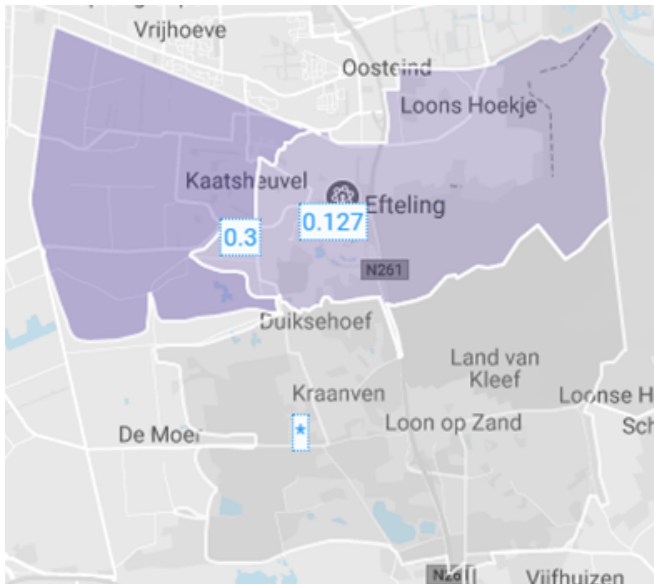 Vrijhoeve
Oosteind
Loons Hoekje
Kaatsheuvel
Efteling
0.3
0.127
N261
Duiksehoef
Land van
Kleef
Kraanven
Loonse H
De Moer
*
Loon op Zand
Sch
Vijfhuizen